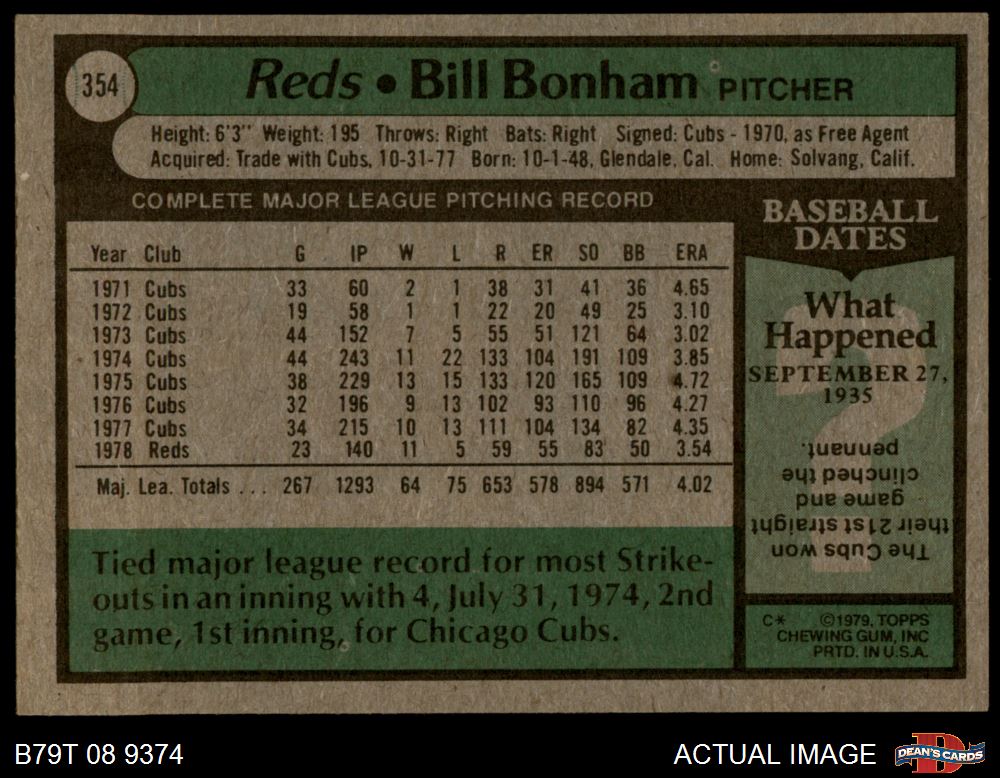 354
Reds • Bill Bonham PITCHER
Height: 6'3" Weight: 195 Throws: Right Bats: Right Signed: Cubs - 1970, as Free Agent
Acquired: Trade with Cubs, 10-31-77 Born: 10-1-48, Glendale, Cal. Home: Solvang, Calif.
COMPLETE MAJOR LEAGUE PITCHING RECORD
Year Club G IP W L R ER SO BB ERA
1971 Cubs 33 60 2 1 38 31 41 36 4.65
1972 Cubs 19 58 1 1 22 20 49 25 3.10
1973 Cubs 44 152 7 5 55 51 121 64 3.02
1974 Cubs 44 243 11 22 133 104 191 109 3.85
1975 Cubs 38 229 13 15 133 120 165 109 4.72
1976 Cubs 32 196 9 13 102 93 110 96 4.27
1977 Cubs 34 215 10 13 111 104 134 82 4.35
1978 Reds 23 140 11 5 59 55 83 50 3.54
Maj. Lea. Totals ... 267 1293 64 75 653 578 894 571 4.02
Tied major league record for most Strike-
outs in an inning with 4, July 31, 1974, 2nd
game, 1st inning, for Chicago Cubs.
BASEBALL
DATES
What
Happened
SEPTEMBER 27,
1935
?
The Cubs won
their 21st straight
game and
clinched the
pennant.
C* ©1979, TOPPS
CHEWING GUM, INC
PRTD. IN U.S.A.
B79T 08 9374
ACTUAL IMAGE
DEAN'S CARDS